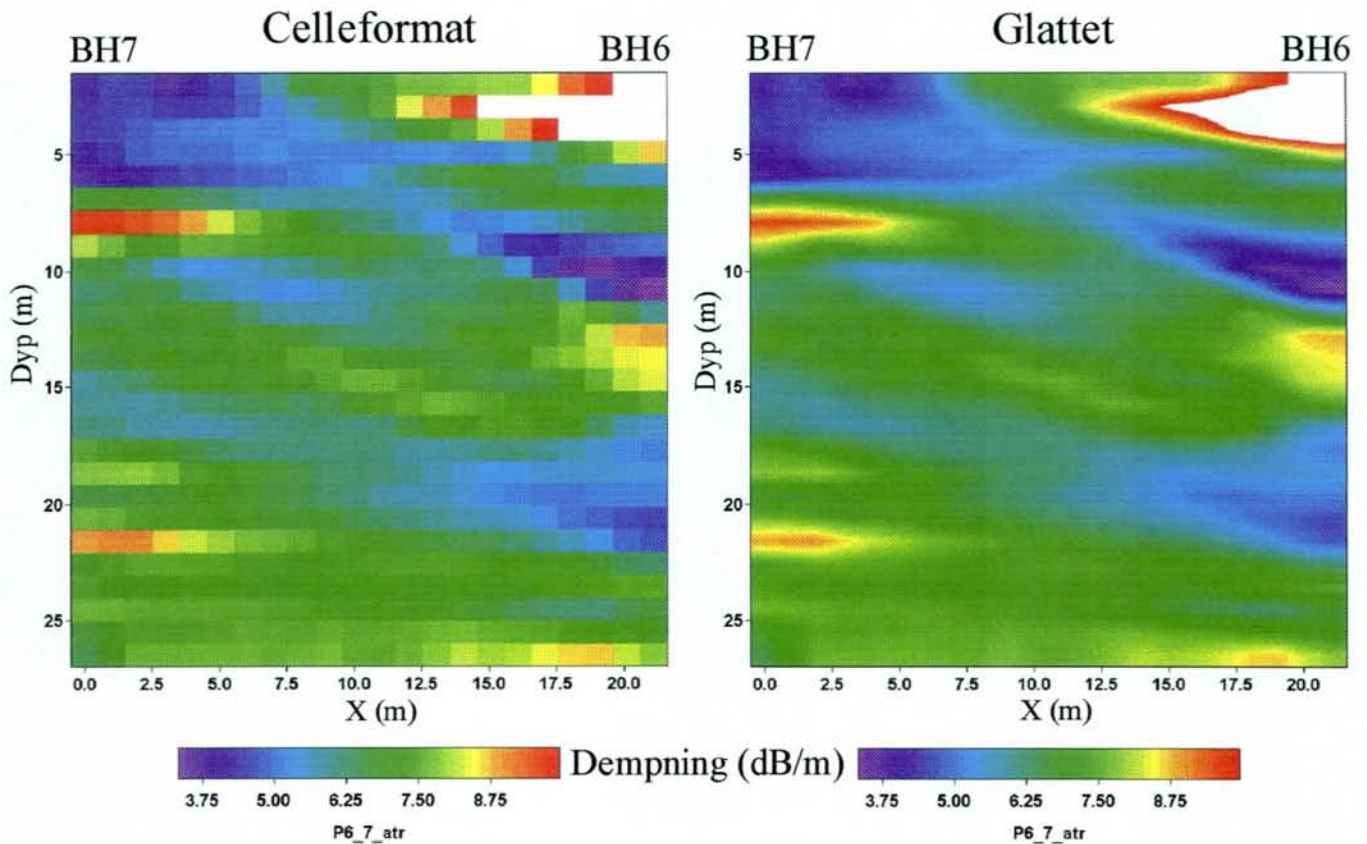 Celleformat
Glattet
BH7
BH6
BH7
BH6
Dyp (m)
5
10
15
20
25
0.0 2.5 5.0 7.5 10.0 12.5 15.0 17.5 20.0
X (m)
Dyp (m)
5
10
15
20
25
0.0 2.5 5.0 7.5 10.0 12.5 15.0 17.5 20.0
X (m)
Dempning (dB/m)
3.75 5.00 6.25 7.50 8.75
P6_7_atr
3.75 5.00 6.25 7.50 8.75
P6_7_atr